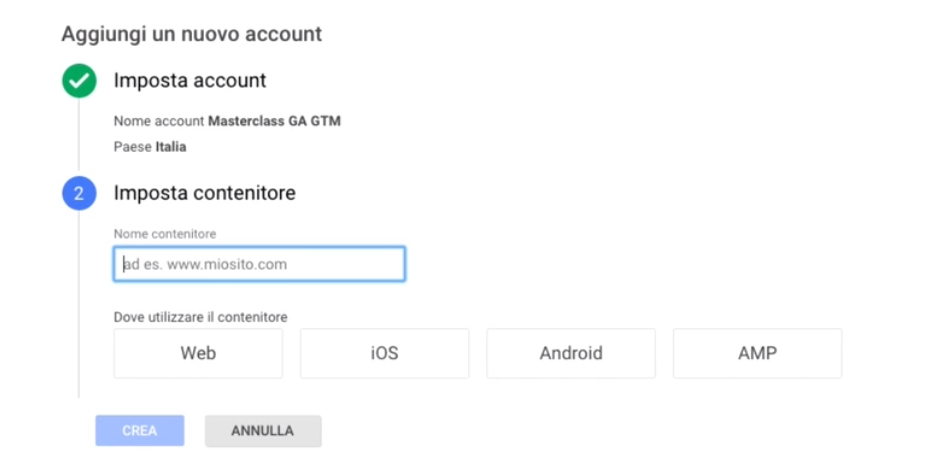 Aggiungi un nuovo account
Imposta account
Nome account Masterclass GA GTM
Paese Italia
2 Imposta contenitore
Nome contenitore
ad es. www.miosito.com
Dove utilizzare il contenitore
Web iOS Android AMP
CREA ANNULLA